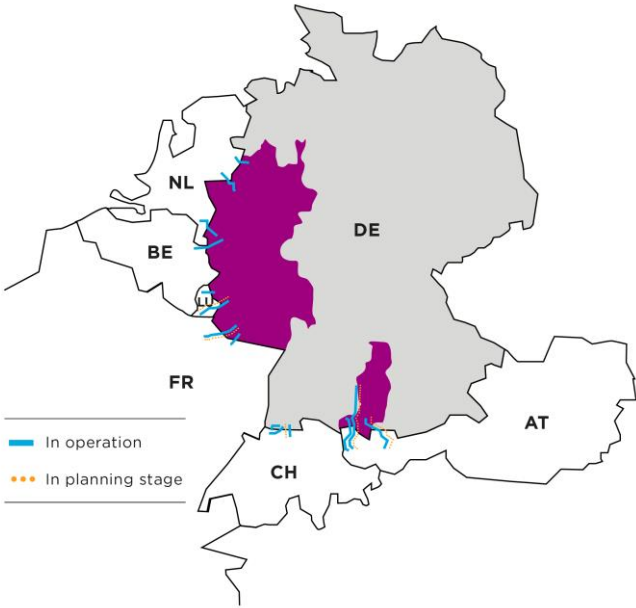 NL
DE
BE
LU
FR
In operation
AT
In planning stage
CH